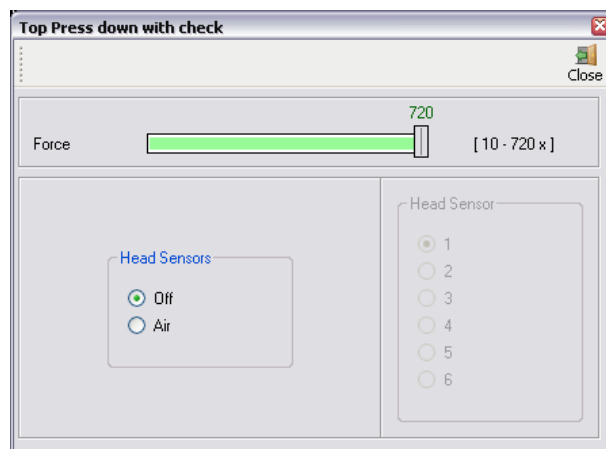 Top Press down with check
Close
720
Force
[ 10 - 720 x ]
Head Sensors
Off
Air
Head Sensor
1
2
3
4
5
6